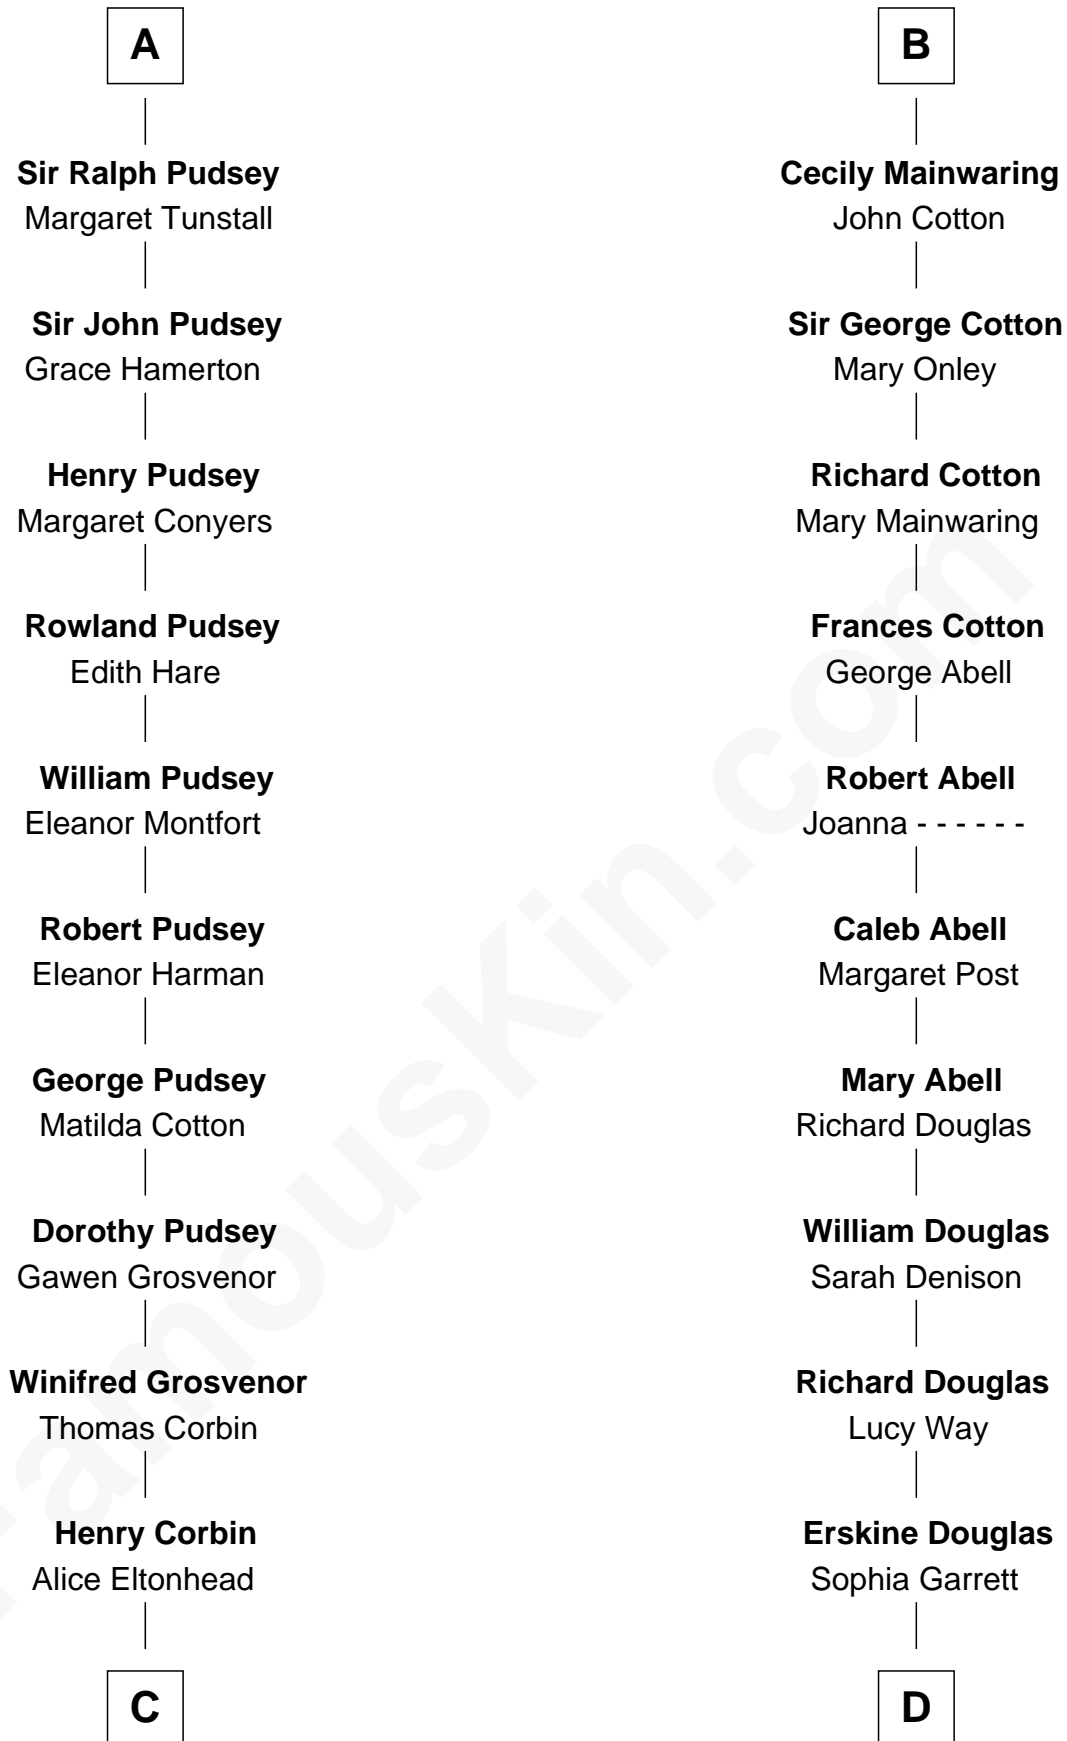 A
Sir Ralph Pudsey
Margaret Tunstall
Sir John Pudsey
Grace Hamerton
Henry Pudsey
Margaret Conyers
Rowland Pudsey
Edith Hare
William Pudsey
Eleanor Montfort
Robert Pudsey
Eleanor Harman
George Pudsey
Matilda Cotton
Dorothy Pudsey
Gawen Grosvenor
Winifred Grosvenor
Thomas Corbin
Henry Corbin
Alice Eltonhead
C
B
Cecily Mainwaring
John Cotton
Sir George Cotton
Mary Onley
Richard Cotton
Mary Mainwaring
Frances Cotton
George Abell
Robert Abell
Joanna - - - - - -
Caleb Abell
Margaret Post
Mary Abell
Richard Douglas
William Douglas
Sarah Denison
Richard Douglas
Lucy Way
Erskine Douglas
Sophia Garrett
D
FamousKin.com